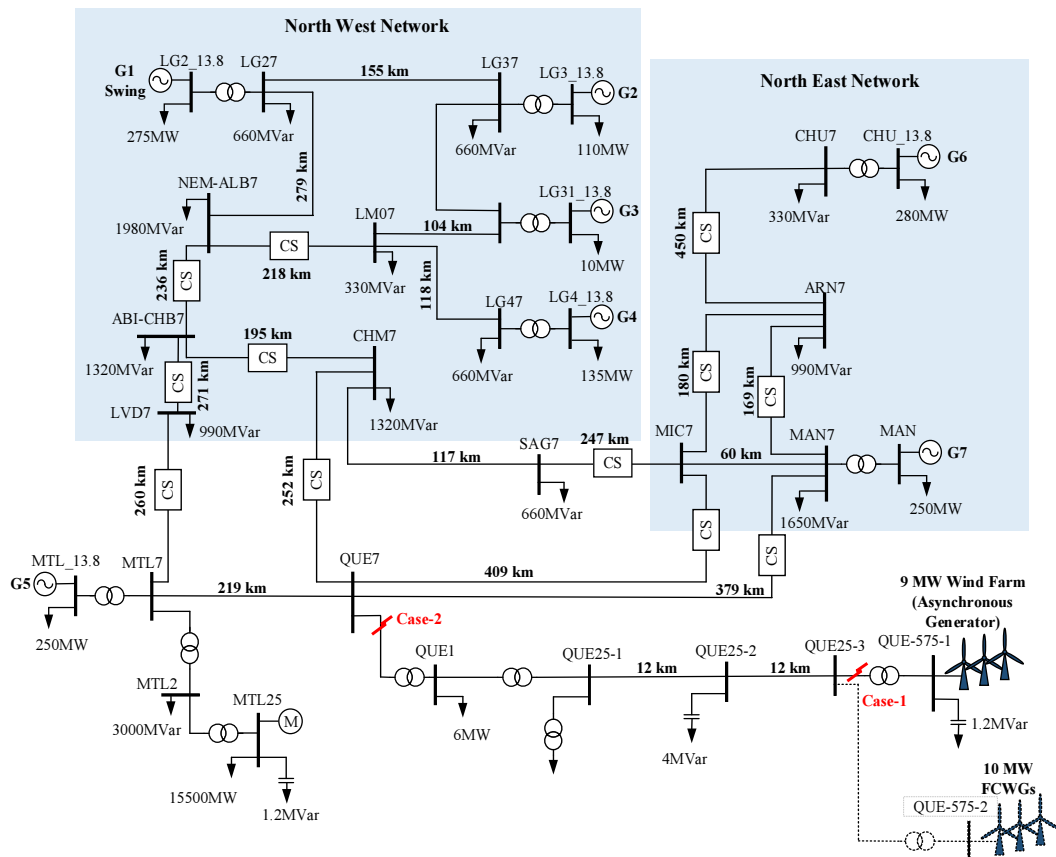 North West Network
G1
Swing
LG2_13.8
LG27
155 km
LG37
LG3_13.8
G2
275MW
660MVar
660MVar
110MW
279 km
NEM-ALB7
1980MVar
CS
218 km
LM07
104 km
LG31_13.8
G3
10MW
330MVar
118 km
236 km
CS
LG47
LG4_13.8
G4
660MVar
135MW
ABI-CHB7
1320MVar
195 km
CS
CHM7
1320MVar
271 km
CS
LVD7
990MVar
North East Network
CHU7
CHU_13.8
G6
330MVar
280MW
450 km
CS
ARN7
990MVar
180 km
CS
169 km
CS
MIC7
60 km
MAN7
MAN
G7
1650MVar
250MW
117 km
SAG7
247 km
CS
660MVar
260 km
CS
252 km
CS
CS
CS
MTL_13.8
G5
MTL7
219 km
QUE7
409 km
379 km
250MW
MTL2
3000MVar
MTL25
M
15500MW
1.2MVar
Case-2
QUE1
6MW
QUE25-1
12 km
QUE25-2
4MVar
12 km
QUE25-3
Case-1
QUE-575-1
9 MW Wind Farm
(Asynchronous
Generator)
1.2MVar
10 MW
FCWGs
QUE-575-2